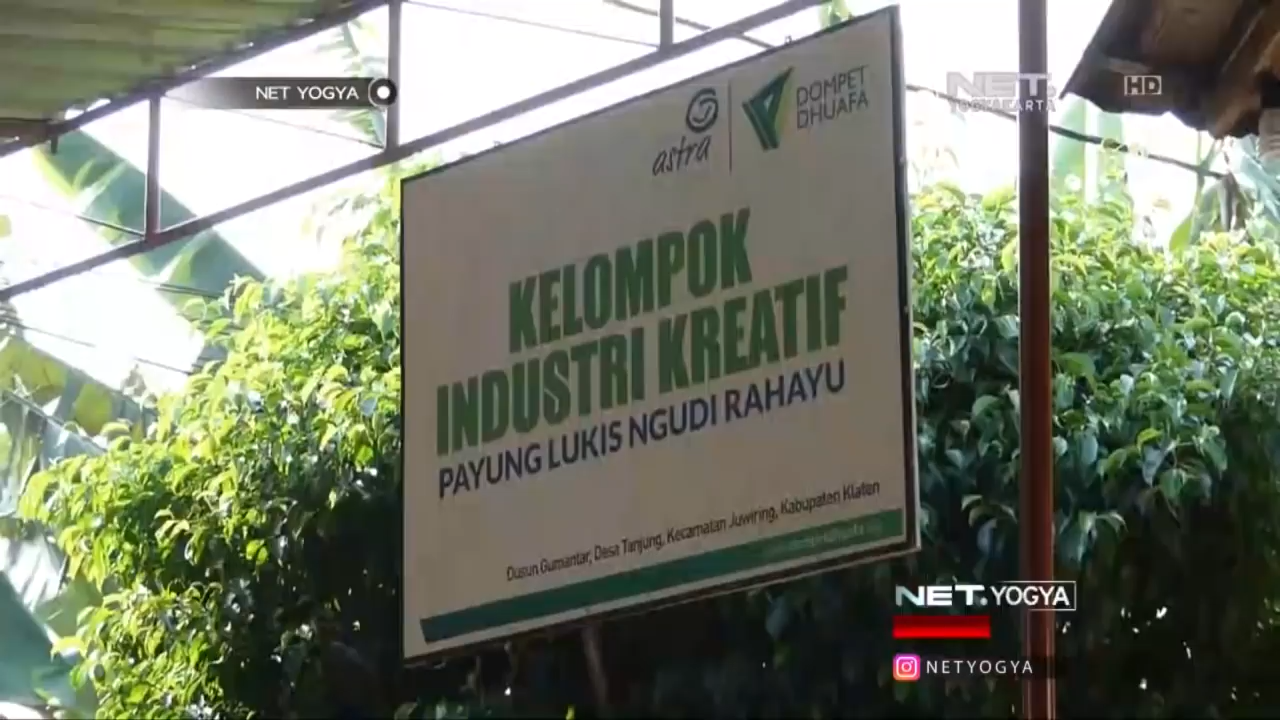 NET YOGYA
NET.
YOGYAKARTA
HD
astra
DOMPET
DHUAFA
KELOMPOK
INDUSTRI KREATIF
PAYUNG LUKIS NGUDI RAHAYU
Dusun Gumantar, Desa Tanjung, Kecamatan Juwiring, Kabupaten Klaten
NET. YOGYA
NETYOGYA